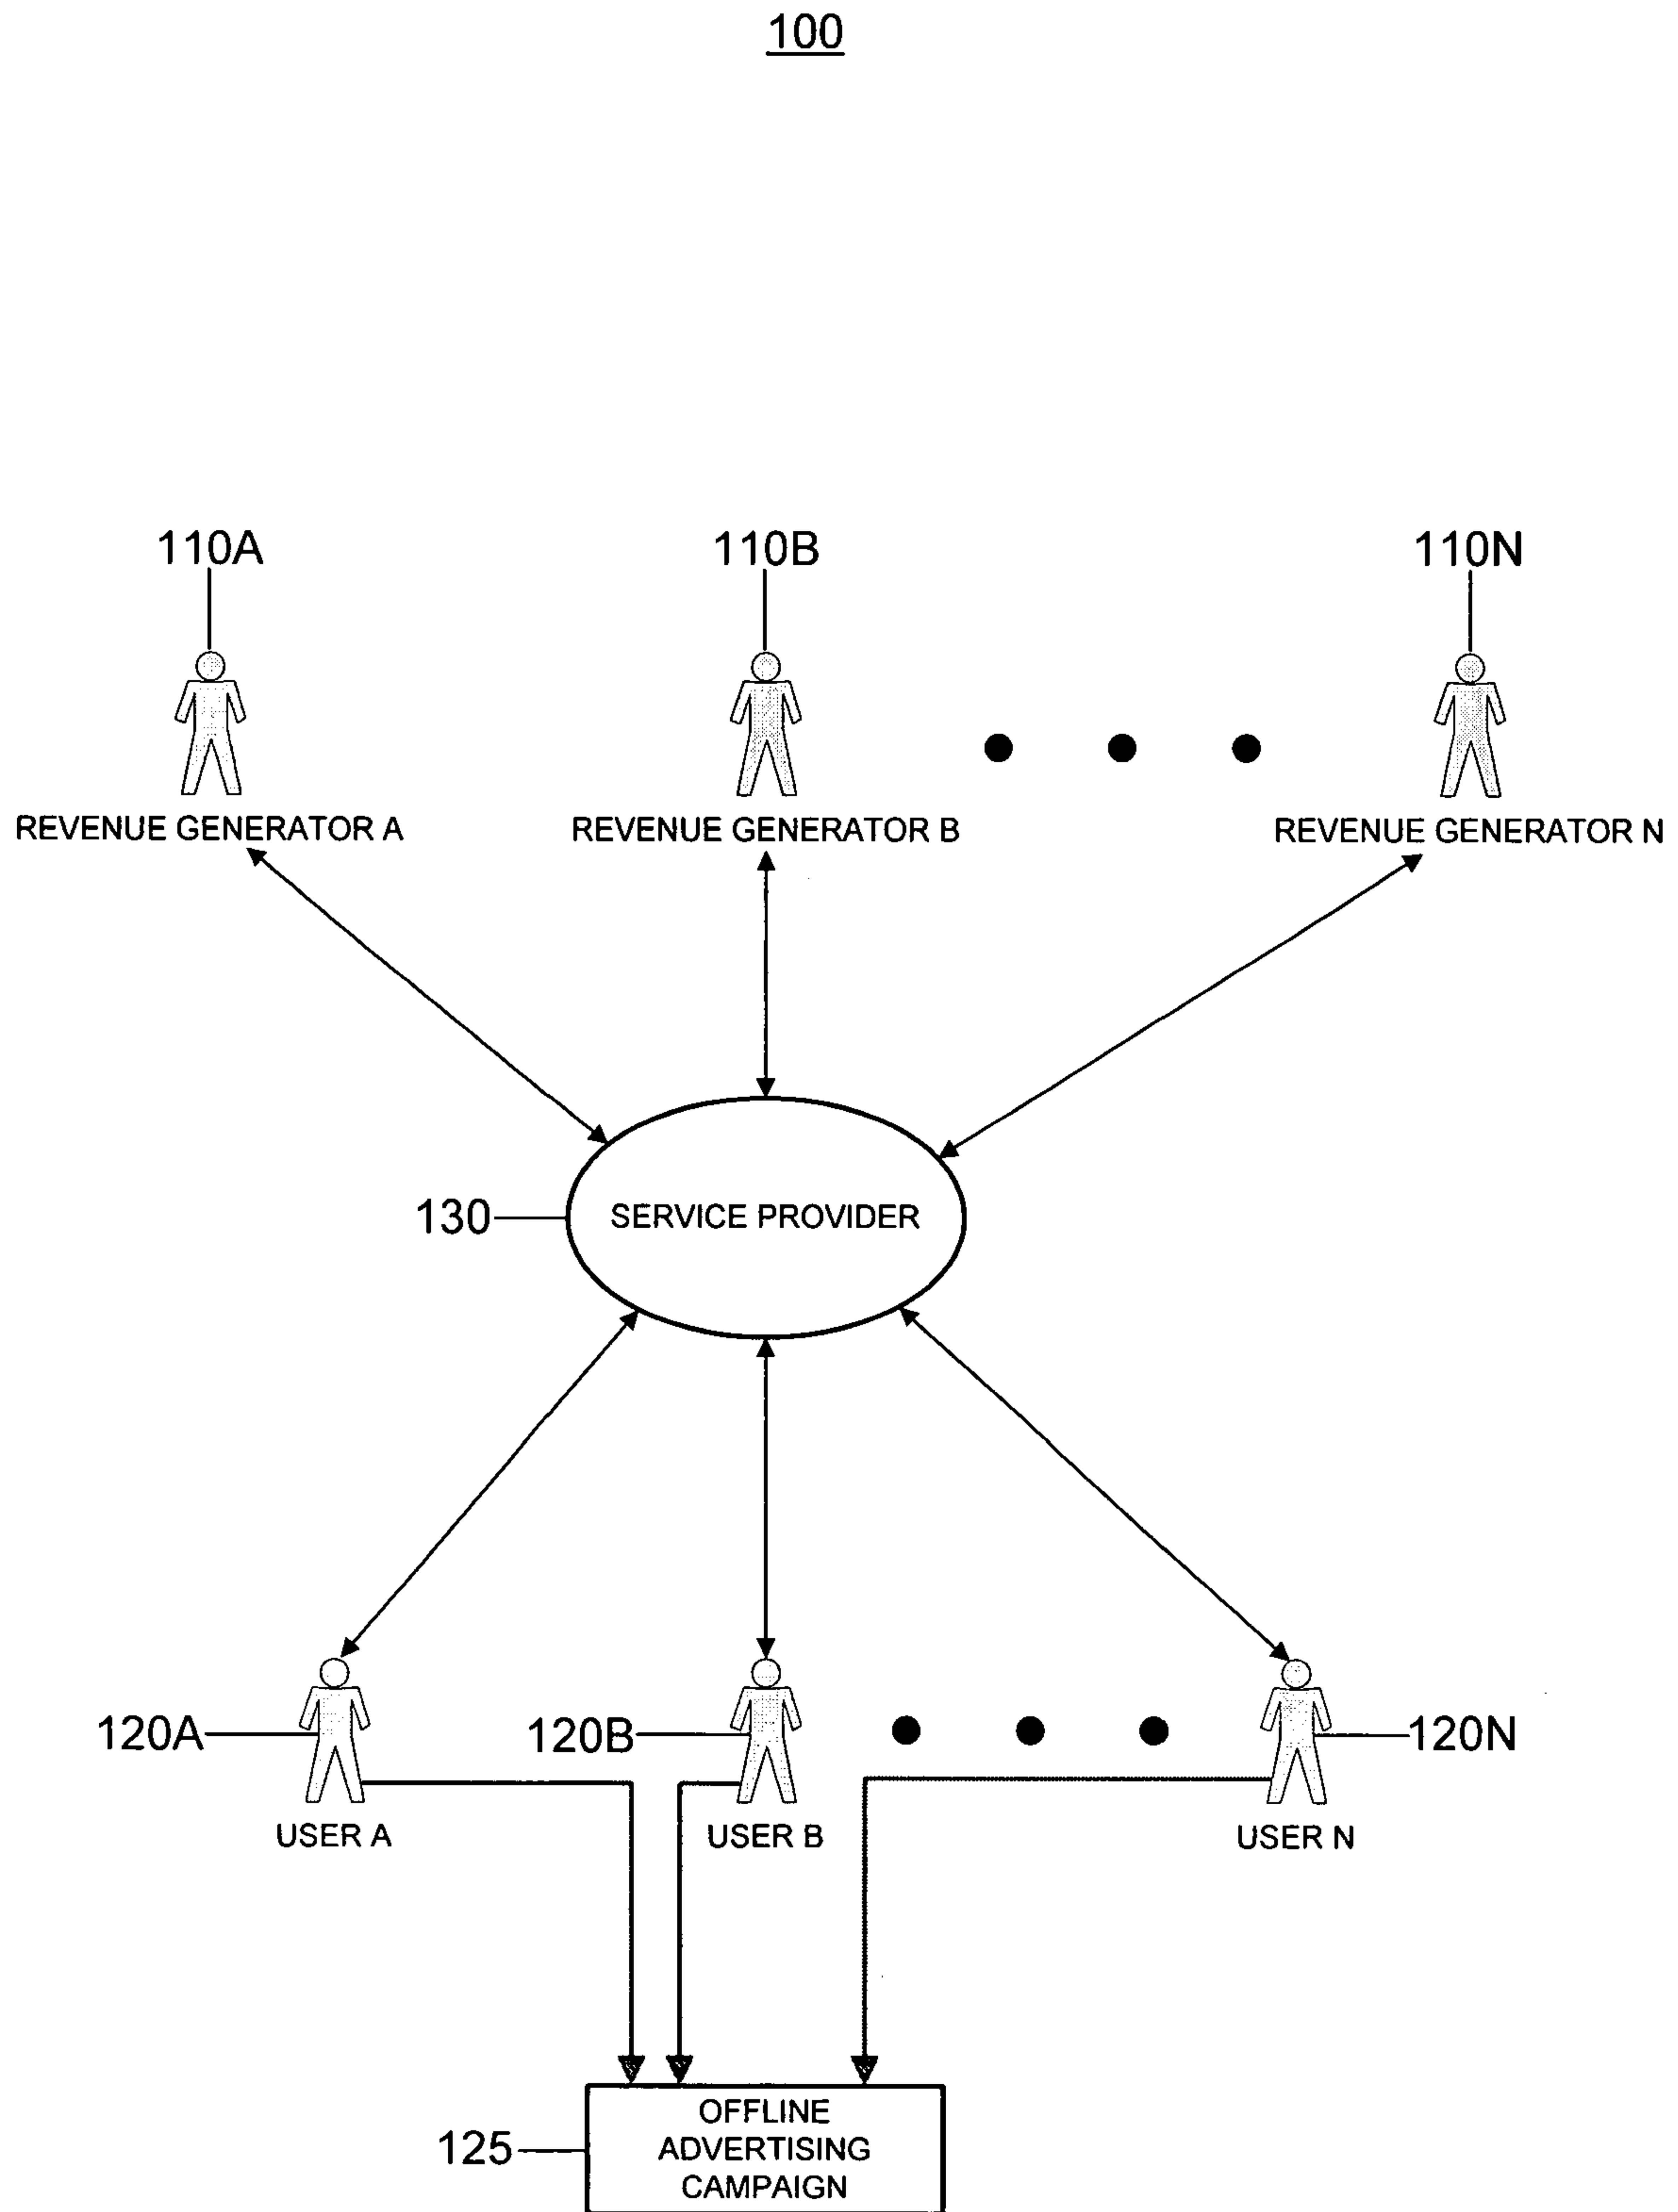 100
110A
110B
110N
REVENUE GENERATOR A
REVENUE GENERATOR B
REVENUE GENERATOR N
130
SERVICE PROVIDER
120A
120B
120N
USER A
USER B
USER N
125
OFFLINE
ADVERTISING
CAMPAIGN